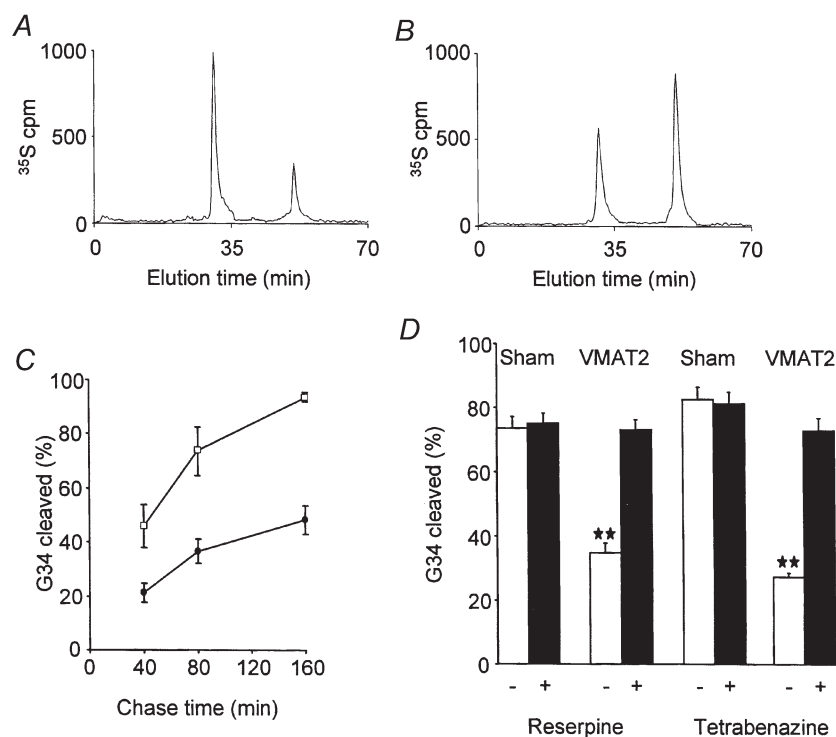 A
1000
500
0
³⁵S cpm
0 35 70
Elution time (min)
B
1000
500
0
³⁵S cpm
0 35 70
Elution time (min)
C
100
80
60
40
20
0
G34 cleaved (%)
0 40 80 120 160
Chase time (min)
D
100
80
60
40
20
0
G34 cleaved (%)
Sham VMAT2 Sham VMAT2
★★
★★
- + - + - + - +
Reserpine Tetrabenazine